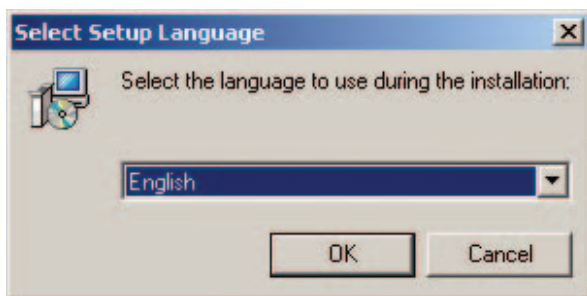 Select Setup Language
Select the language to use during the installation:
English
OK
Cancel